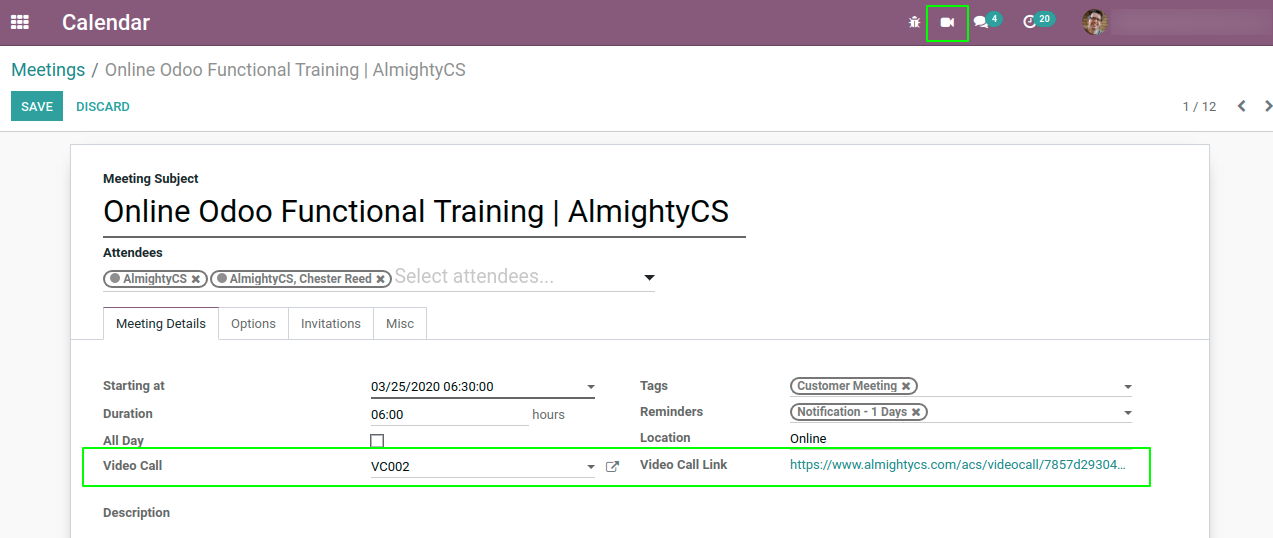 Calendar 4 20
Meetings / Online Odoo Functional Training | AlmightyCS
SAVE DISCARD 1 / 12
Meeting Subject
Online Odoo Functional Training | AlmightyCS
Attendees
AlmightyCS AlmightyCS, Chester Reed Select attendees...
Meeting Details Options Invitations Misc
Starting at 03/25/2020 06:30:00 Tags Customer Meeting
Duration 06:00 hours Reminders Notification - 1 Days
All Day Location Online
Video Call VC002 Video Call Link https://www.almightycs.com/acs/videocall/7857d29304...
Description